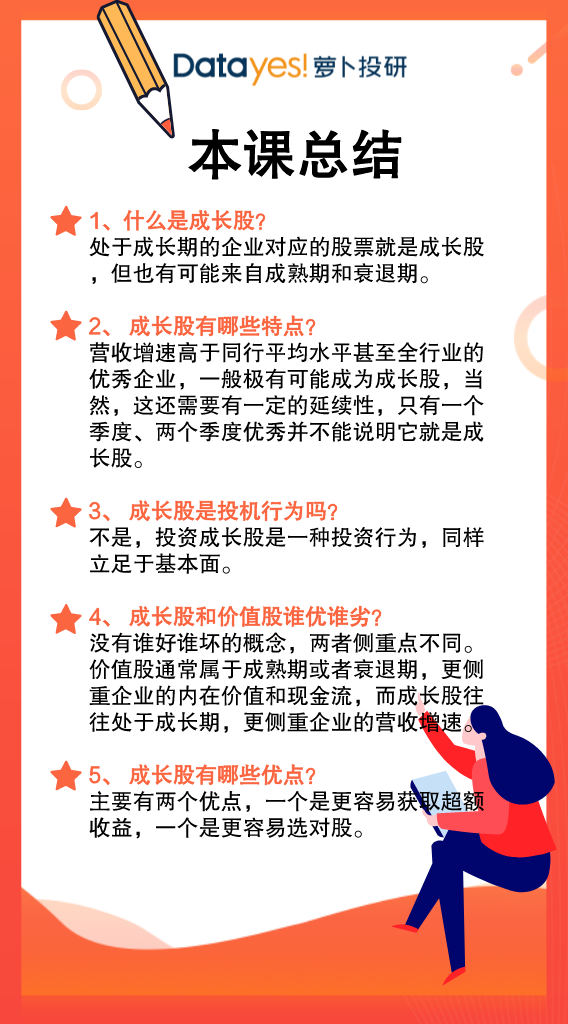 Datayes! 萝卜投研
本课总结
1、什么是成长股?
处于成长期的企业对应的股票就是成长股
，但也有可能来自成熟期和衰退期。
2、 成长股有哪些特点?
营收增速高于同行平均水平甚至全行业的
优秀企业，一般极有可能成为成长股，当
然，这还需要有一定的延续性，只有一个
季度、两个季度优秀并不能说明它就是成
长股。
3、 成长股是投机行为吗?
不是，投资成长股是一种投资行为，同样
立足于基本面。
4、 成长股和价值股谁优谁劣?
没有谁好谁坏的概念，两者侧重点不同。
价值股通常属于成熟期或者衰退期，更侧
重企业的内在价值和现金流，而成长股往
往处于成长期，更侧重企业的营收增速。
5、 成长股有哪些优点?
主要有两个优点，一个是更容易获取超额
收益，一个是更容易选对股。